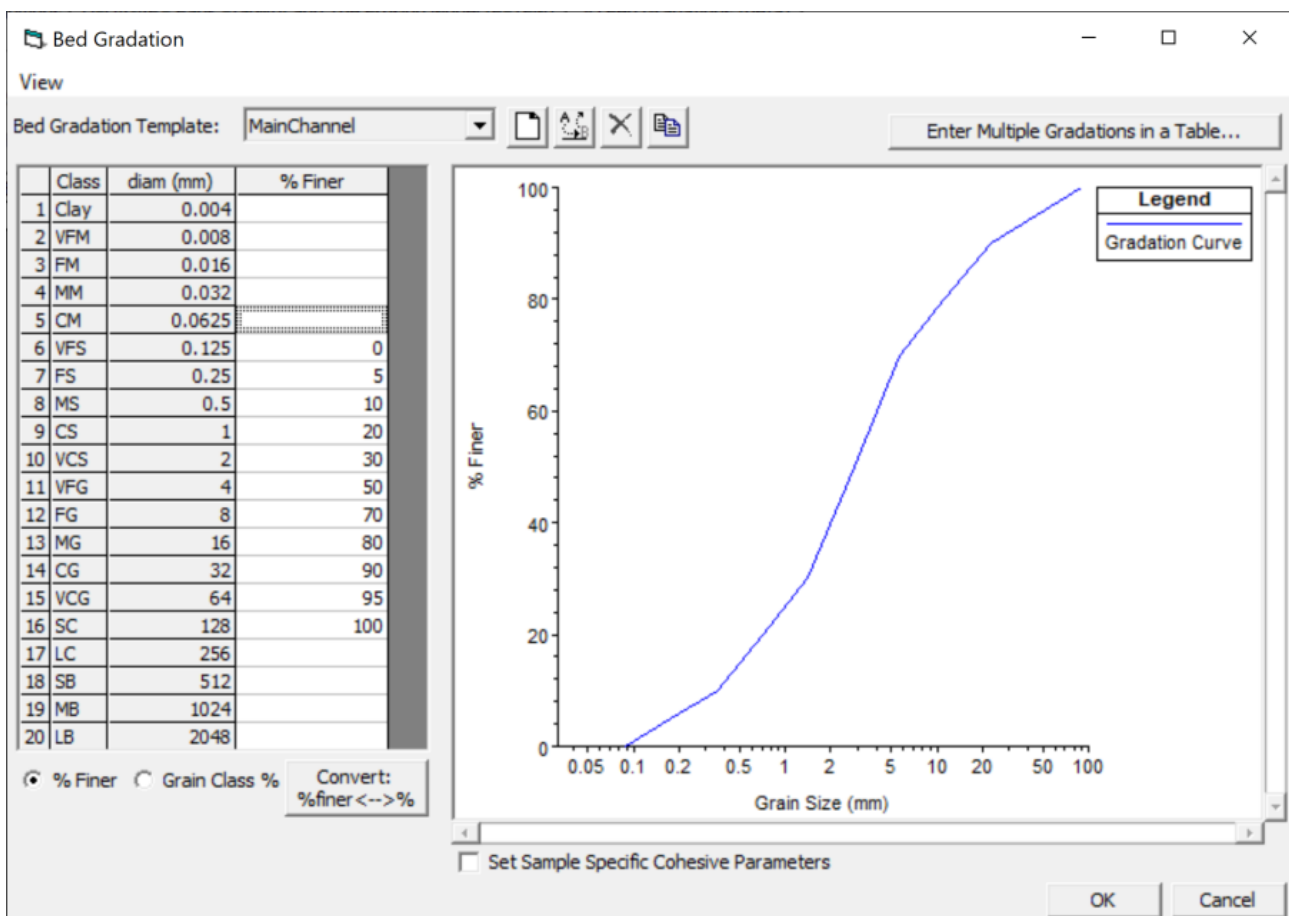 Bed Gradation
View
Bed Gradation Template: MainChannel Enter Multiple Gradations in a Table...
Class diam (mm) % Finer
1 Clay 0.004
2 VFM 0.008
3 FM 0.016
4 MM 0.032
5 CM 0.0625
6 VFS 0.125 0
7 FS 0.25 5
8 MS 0.5 10
9 CS 1 20
10 VCS 2 30
11 VFG 4 50
12 FG 8 70
13 MG 16 80
14 CG 32 90
15 VCG 64 95
16 SC 128 100
17 LC 256
18 SB 512
19 MB 1024
20 LB 2048
% Finer Grain Class % Convert:
%finer<-->%
100
80
60
40
20
0
% Finer
0.05 0.1 0.2 0.5 1 2 5 10 20 50 100
Grain Size (mm)
Legend
Gradation Curve
Set Sample Specific Cohesive Parameters
OK Cancel